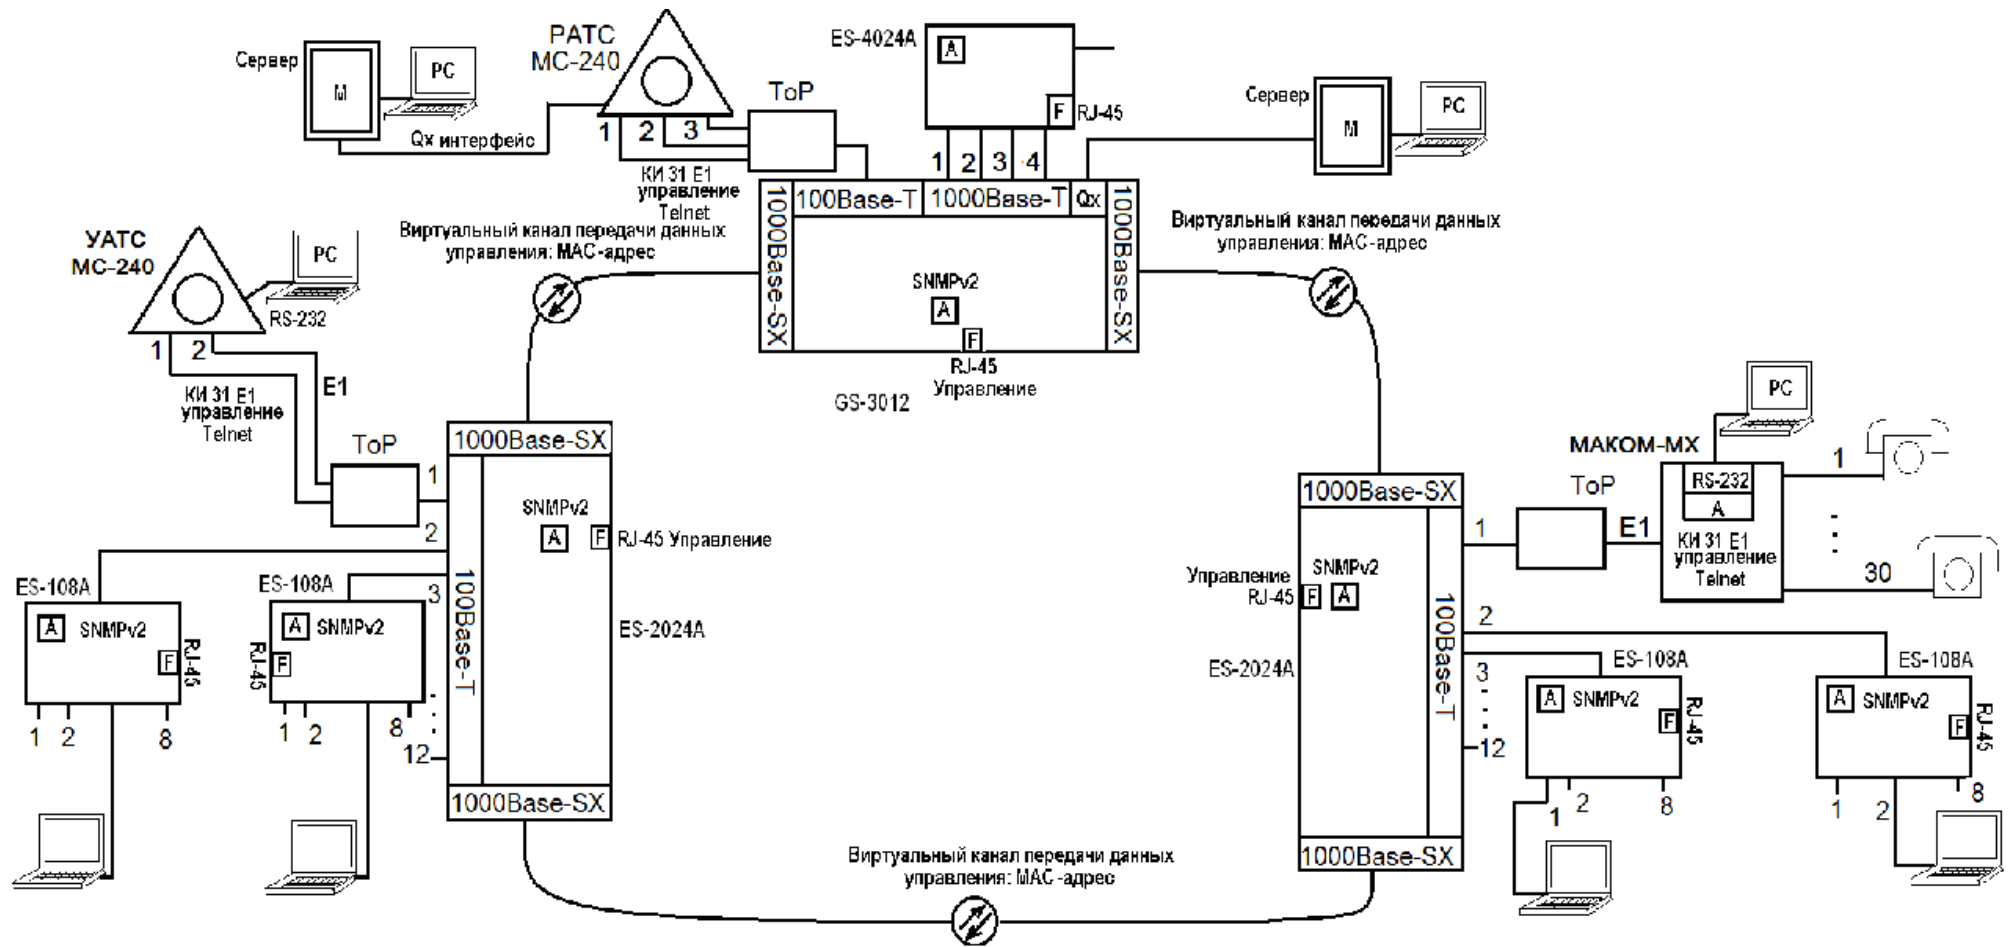 Сервер
M
PC
Qx интерфейс
РАТС
МС-240
1
2
3
ToP
КИ 31 E1
управление
Telnet
ES-4024A
A
F
RJ-45
1
2
3
4
Сервер
M
PC
1000Base-SX
100Base-T
1000Base-T
Qx
1000Base-SX
SNMPv2
A
F
RJ-45
Управление
GS-3012
Виртуальный канал передачи данных
управления: MAC-адрес
Виртуальный канал передачи данных
управления: MAC-адрес
УАТС
МС-240
PC
RS-232
1
2
E1
КИ 31 E1
управление
Telnet
ToP
1
2
3
12
1000Base-SX
100Base-T
SNMPv2
A
F
RJ-45 Управление
ES-2024A
1000Base-SX
ES-108A
A
SNMPv2
F
RJ-45
1
2
8
ES-108A
A
SNMPv2
F
RJ-45
1
2
8
Виртуальный канал передачи данных
управления: MAC-адрес
1000Base-SX
100Base-T
SNMPv2
A
F
Управление
RJ-45
ES-2024A
1000Base-SX
1
2
3
12
ToP
E1
МАКОМ-МХ
PC
RS-232
A
КИ 31 E1
управление
Telnet
1
30
ES-108A
A
SNMPv2
F
RJ-45
1
2
8
ES-108A
A
SNMPv2
F
RJ-45
1
2
8